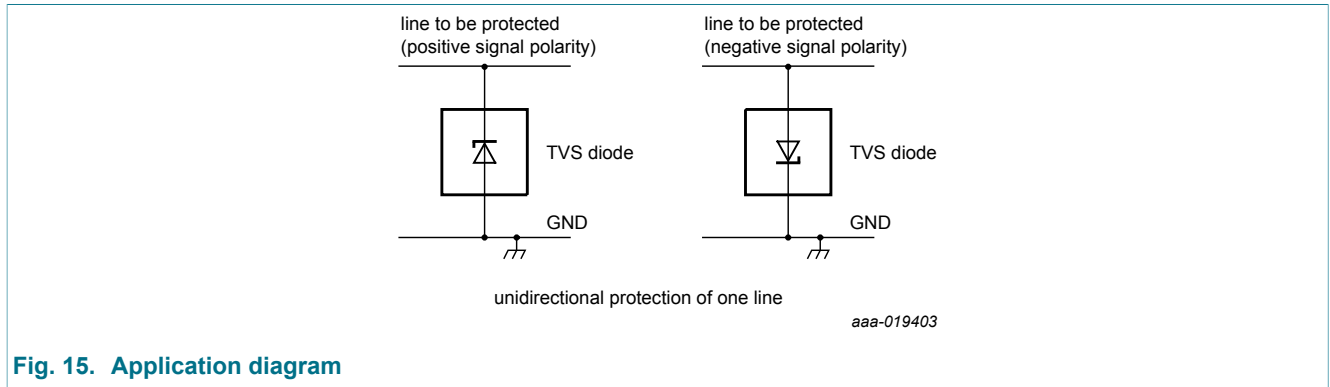 line to be protected
(positive signal polarity)
line to be protected
(negative signal polarity)
TVS diode
TVS diode
GND
GND
unidirectional protection of one line
aaa-019403
Fig. 15. Application diagram